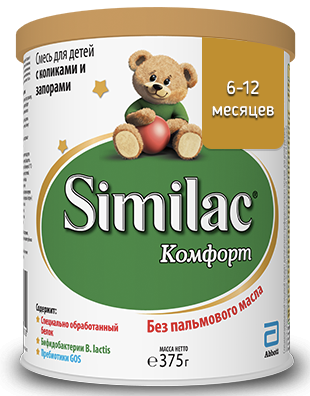 Смесь для детей
с коликами и
запорами
6-12
месяцев
Similac®
Комфорт
Содержит:
• Специально обработанный
белок
• Бифидобактерии B. lactis
• Пребиотики GOS
Без пальмового масла
МАССА НЕТТО
℮375г
Abbott